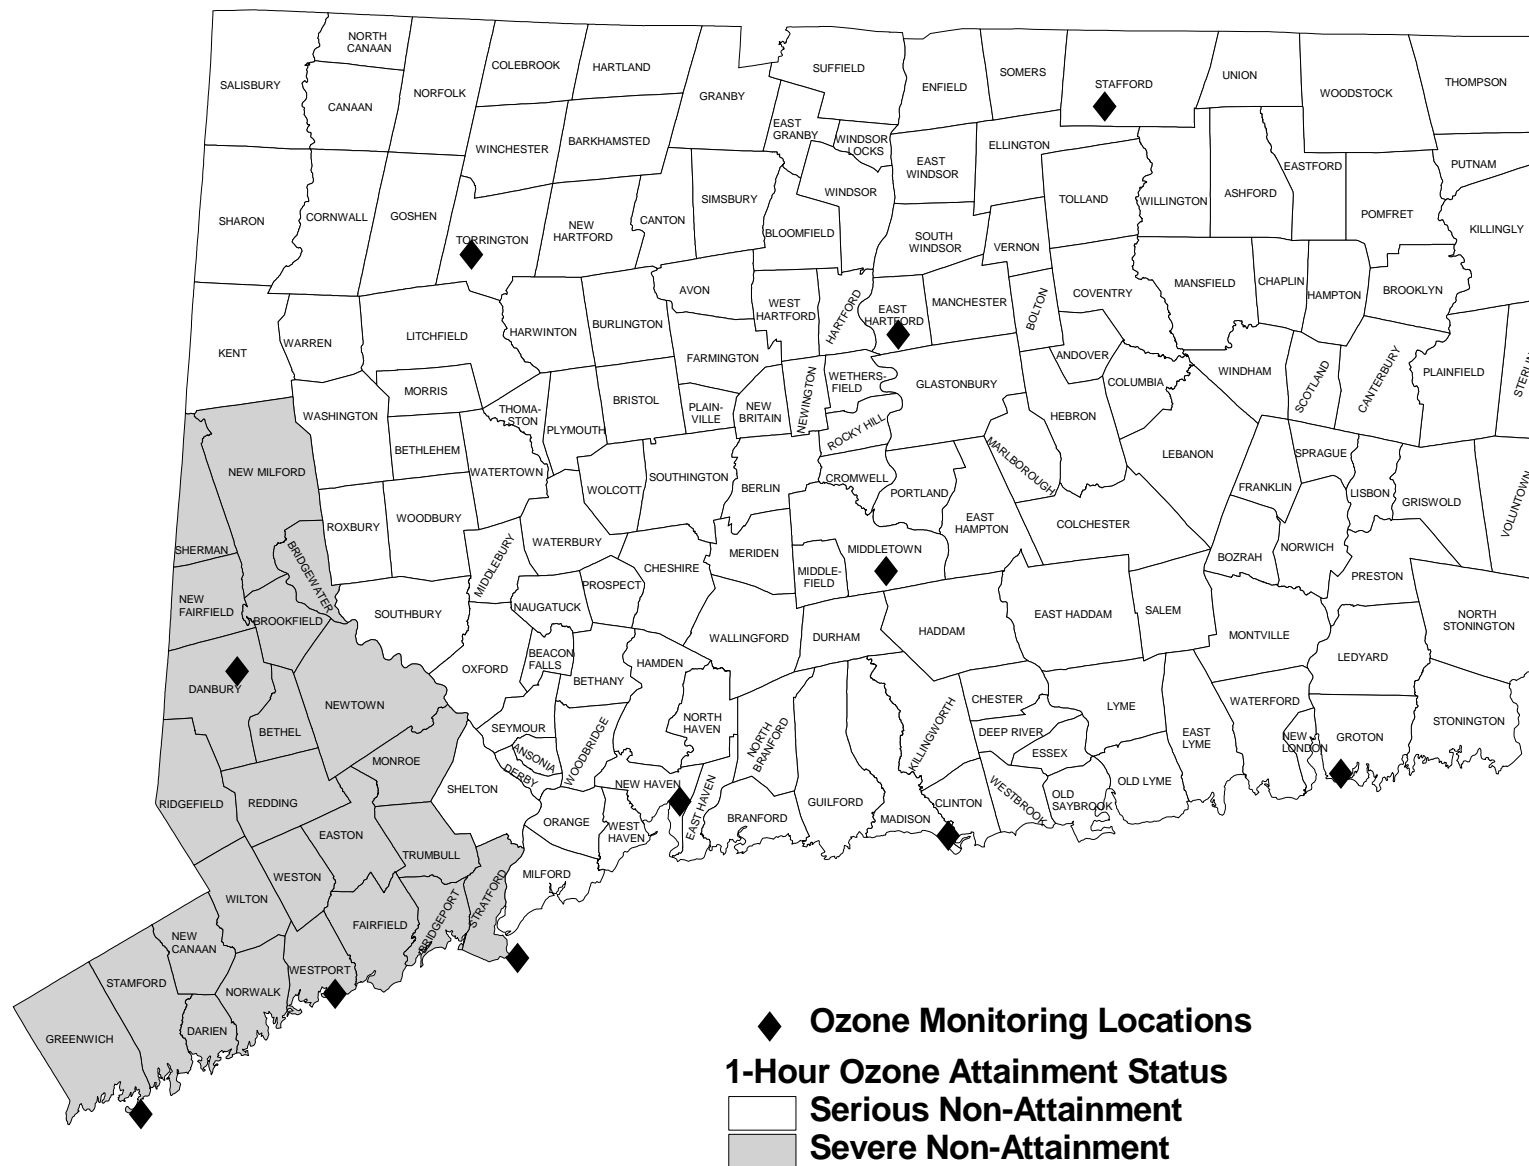 NORTH
CANAAN
SALISBURY
CANAAN
NORFOLK
COLEBROOK
HARTLAND
GRANBY
SUFFIELD
ENFIELD
SOMERS
STAFFORD
UNION
WOODSTOCK
THOMPSON
WINCHESTER
BARKHAMSTED
EAST
GRANBY
WINDSOR
LOCKS
EAST
WINDSOR
ELLINGTON
EASTFORD
PUTNAM
SHARON
CORNWALL
GOSHEN
TORRINGTON
NEW
HARTFORD
CANTON
SIMSBURY
BLOOMFIELD
WINDSOR
SOUTH
WINDSOR
VERNON
TOLLAND
WILLINGTON
ASHFORD
POMFRET
KILLINGLY
KENT
WARREN
LITCHFIELD
HARWINTON
BURLINGTON
AVON
WEST
HARTFORD
HARTFORD
EAST
HARTFORD
MANCHESTER
BOLTON
COVENTRY
MANSFIELD
CHAPLIN
HAMPTON
BROOKLYN
FARMINGTON
WASHINGTON
MORRIS
THOMA-
STON
PLYMOUTH
BRISTOL
PLAIN-
VILLE
NEW
BRITAIN
NEWINGTON
WETHERS-
FIELD
ROCKY HILL
GLASTONBURY
ANDOVER
COLUMBIA
HEBRON
MARLBOROUGH
WINDHAM
SCOTLAND
CANTERBURY
PLAINFIELD
STERLIN
NEW MILFORD
BETHLEHEM
WATERTOWN
WOLCOTT
SOUTHINGTON
BERLIN
CROMWELL
PORTLAND
EAST
HAMPTON
COLCHESTER
LEBANON
FRANKLIN
SPRAGUE
LISBON
GRISWOLD
VOLUNTOWN
SHERMAN
BRIDGEWATER
ROXBURY
WOODBURY
MIDDLEBURY
WATERBURY
CHESHIRE
MERIDEN
MIDDLE-
FIELD
MIDDLETOWN
BOZRAH
NORWICH
PRESTON
NEW
FAIRFIELD
BROOKFIELD
SOUTHBURY
NAUGATUCK
PROSPECT
WALLINGFORD
DURHAM
HADDAM
EAST HADDAM
SALEM
MONTVILLE
LEDYARD
NORTH
STONINGTON
DANBURY
BETHEL
NEWTOWN
OXFORD
BEACON
FALLS
BETHANY
HAMDEN
NORTH
HAVEN
NORTH
BRANFORD
KILLINGWORTH
CHESTER
DEEP RIVER
ESSEX
LYME
EAST
LYME
WATERFORD
NEW
LONDON
GROTON
STONINGTON
SEYMOUR
ANSONIA
DERBY
WOODBRIDGE
RIDGEFIELD
REDDING
MONROE
SHELTON
NEW HAVEN
EAST HAVEN
BRANFORD
GUILFORD
MADISON
CLINTON
WESTBROOK
OLD
SAYBROOK
OLD LYME
EASTON
TRUMBULL
ORANGE
WEST
HAVEN
MILFORD
WILTON
WESTON
FAIRFIELD
BRIDGEPORT
STRATFORD
NEW
CANAAN
STAMFORD
NORWALK
WESTPORT
GREENWICH
DARIEN
Ozone Monitoring Locations
1-Hour Ozone Attainment Status
Serious Non-Attainment
Severe Non-Attainment